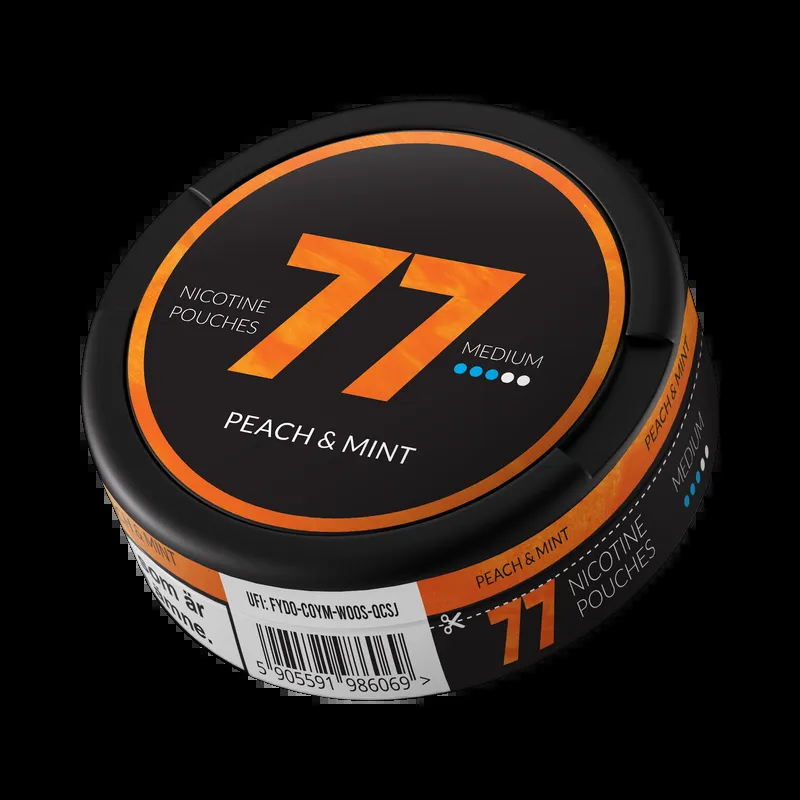 77
NICOTINE
POUCHES
MEDIUM
PEACH & MINT
PEACH & MINT
MEDIUM
PEACH & MINT
NICOTINE
POUCHES
77
& MINT
som är
UFI: FYD0-C0YM-W00S-QCSJ
5 905591 986069 >